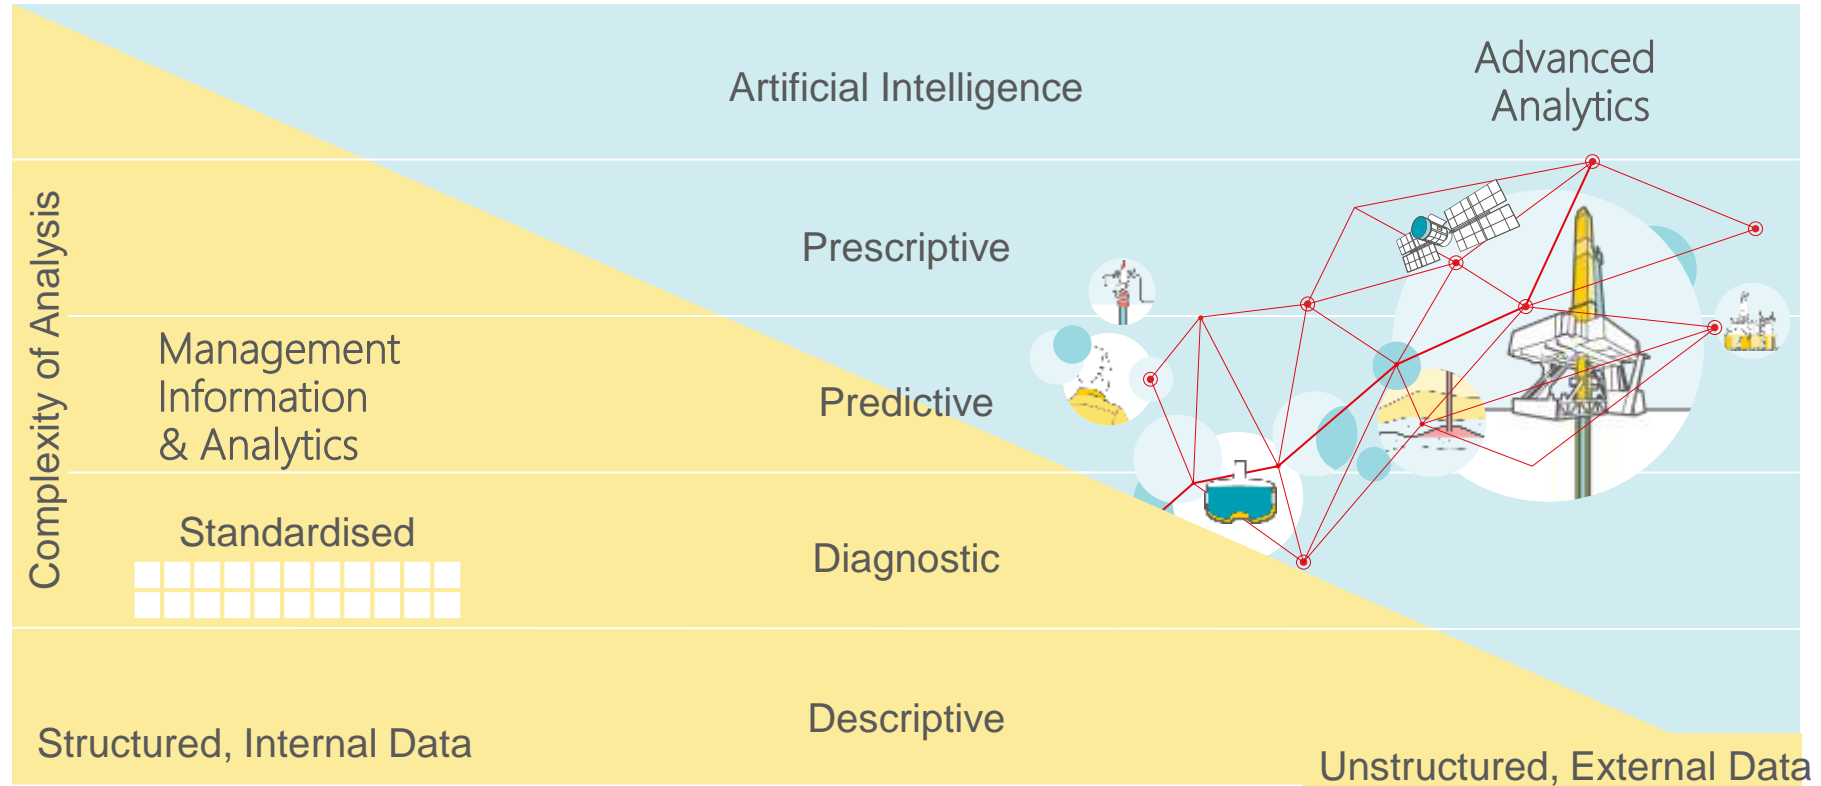 Advanced
Analytics
Artificial Intelligence
Complexity of Analysis
Prescriptive
Management
Information
& Analytics
Predictive
Standardised
Diagnostic
Descriptive
Structured, Internal Data
Unstructured, External Data